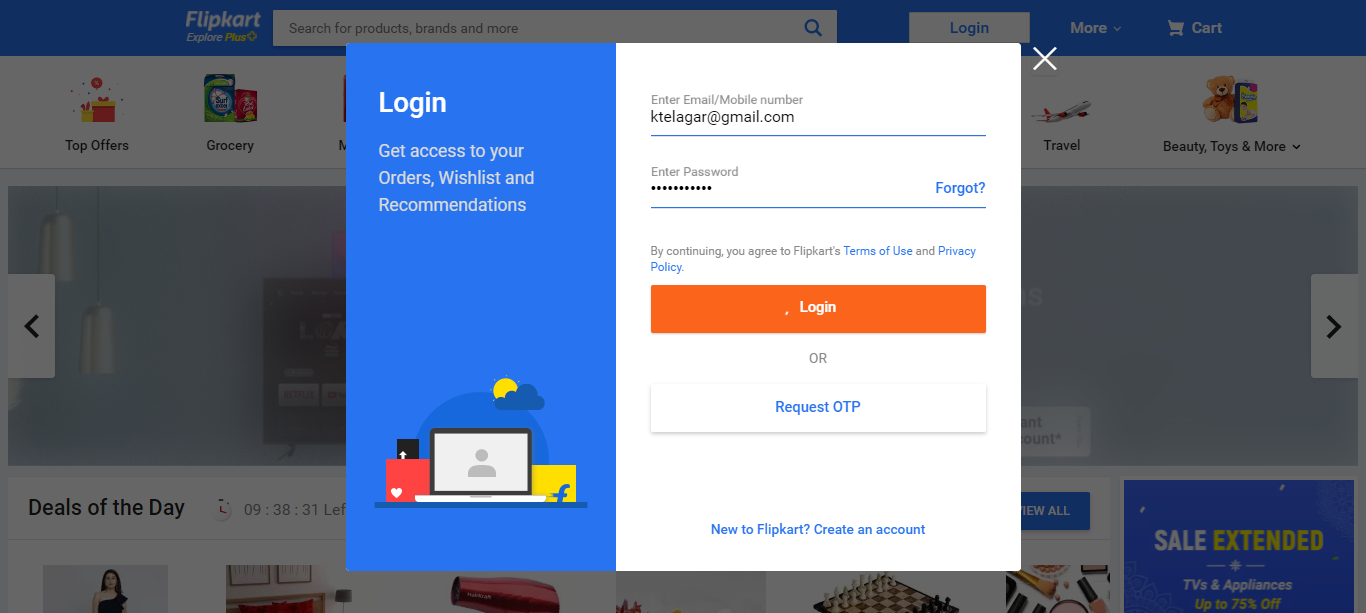 Flipkart
Explore Plus
Search for products, brands and more
Login
More
Cart
Top Offers
Grocery
M
Travel
Beauty, Toys & More
Login
Get access to your
Orders, Wishlist and
Recommendations
Enter Email/Mobile number
ktelagar@gmail.com
Enter Password
•••••••••••
Forgot?
By continuing, you agree to Flipkart's Terms of Use and Privacy
Policy.
Login
OR
Request OTP
New to Flipkart? Create an account
Deals of the Day
09 : 38 : 31 Lef
VIEW ALL
SALE EXTENDED
TVs & Appliances
Up to 75% Off